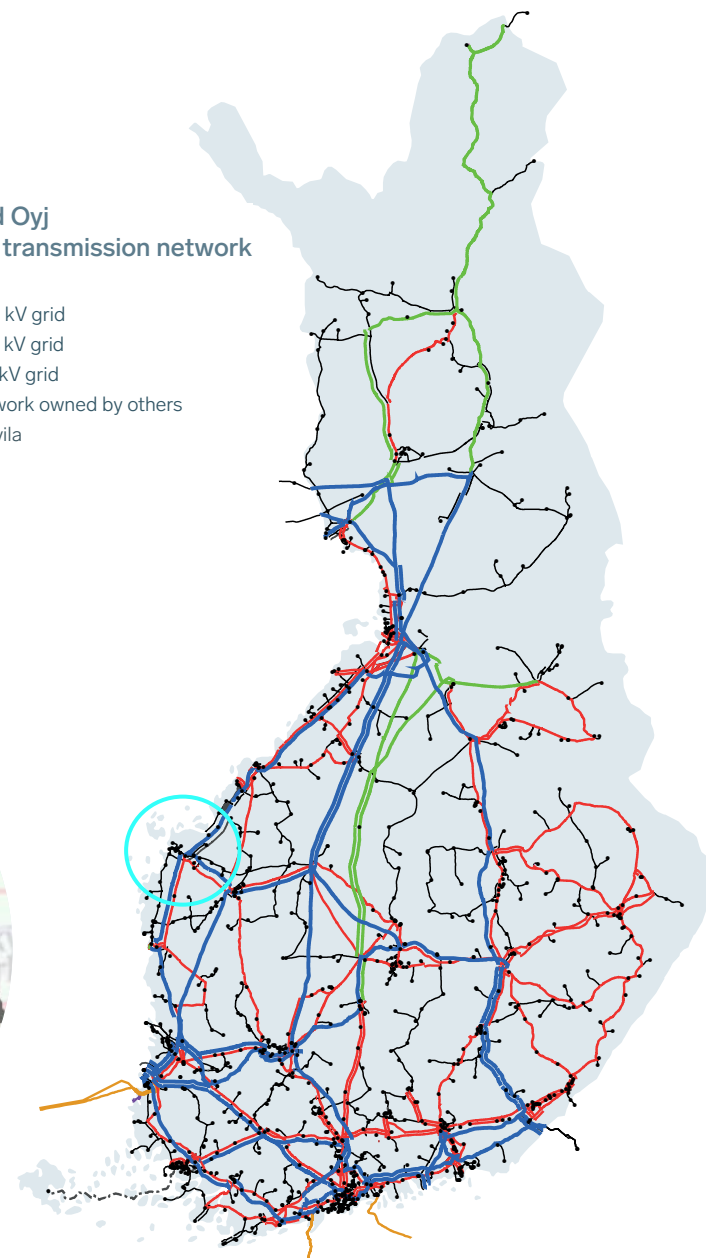 d Oyj
transmission network
kV grid
kV grid
kV grid
work owned by others
vila